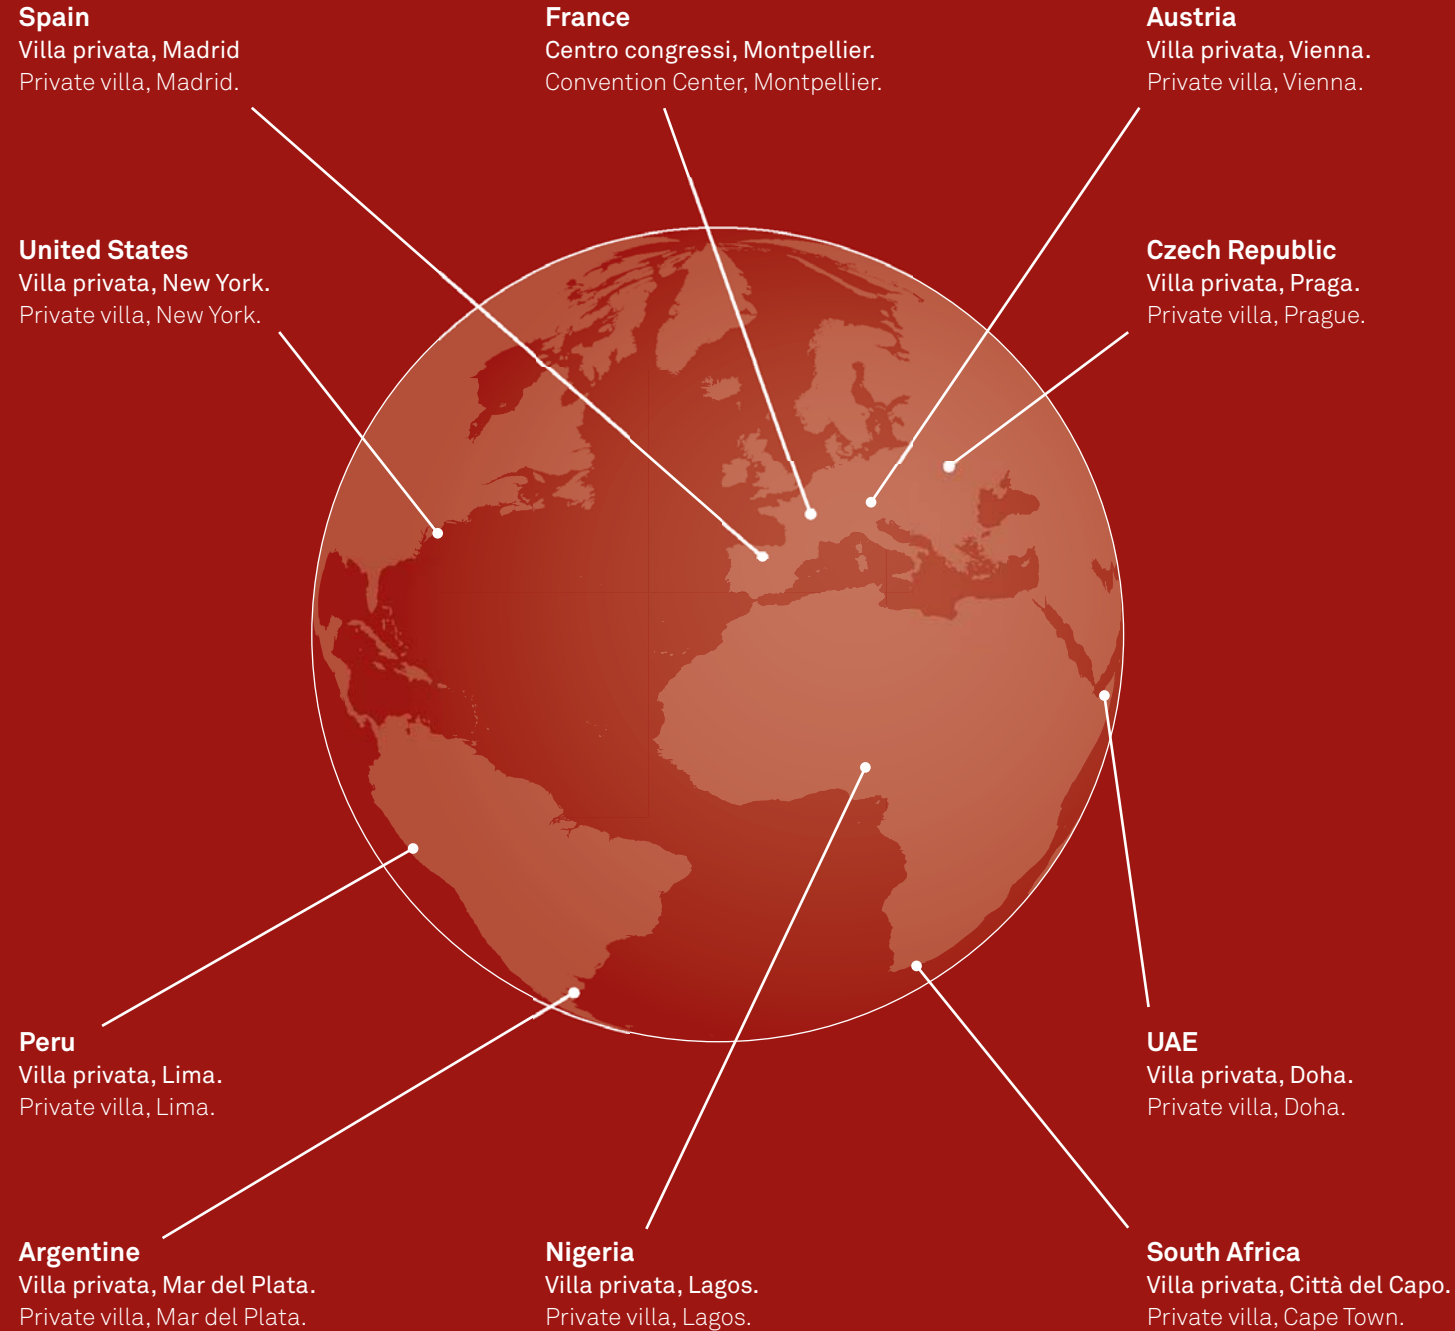 Spain
Villa privata, Madrid
Private villa, Madrid.
France
Centro congressi, Montpellier.
Convention Center, Montpellier.
Austria
Villa privata, Vienna.
Private villa, Vienna.
United States
Villa privata, New York.
Private villa, New York.
Czech Republic
Villa privata, Praga.
Private villa, Prague.
Peru
Villa privata, Lima.
Private villa, Lima.
UAE
Villa privata, Doha.
Private villa, Doha.
Argentine
Villa privata, Mar del Plata.
Private villa, Mar del Plata.
Nigeria
Villa privata, Lagos.
Private villa, Lagos.
South Africa
Villa privata, Città del Capo.
Private villa, Cape Town.